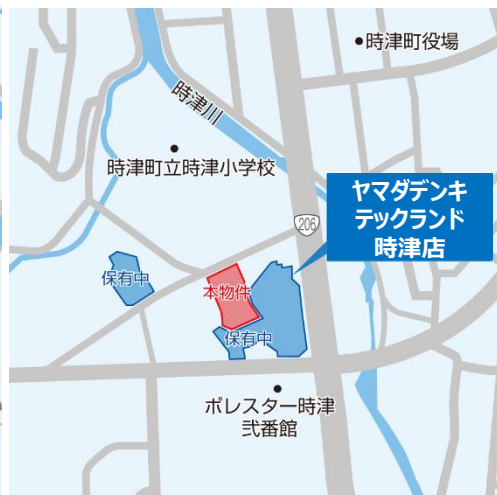 時津町役場
時津川
時津町立時津小学校
ヤマダデンキ
テックランド
時津店
206
保有中
本物件
保有中
ポレスター時津
弐番館